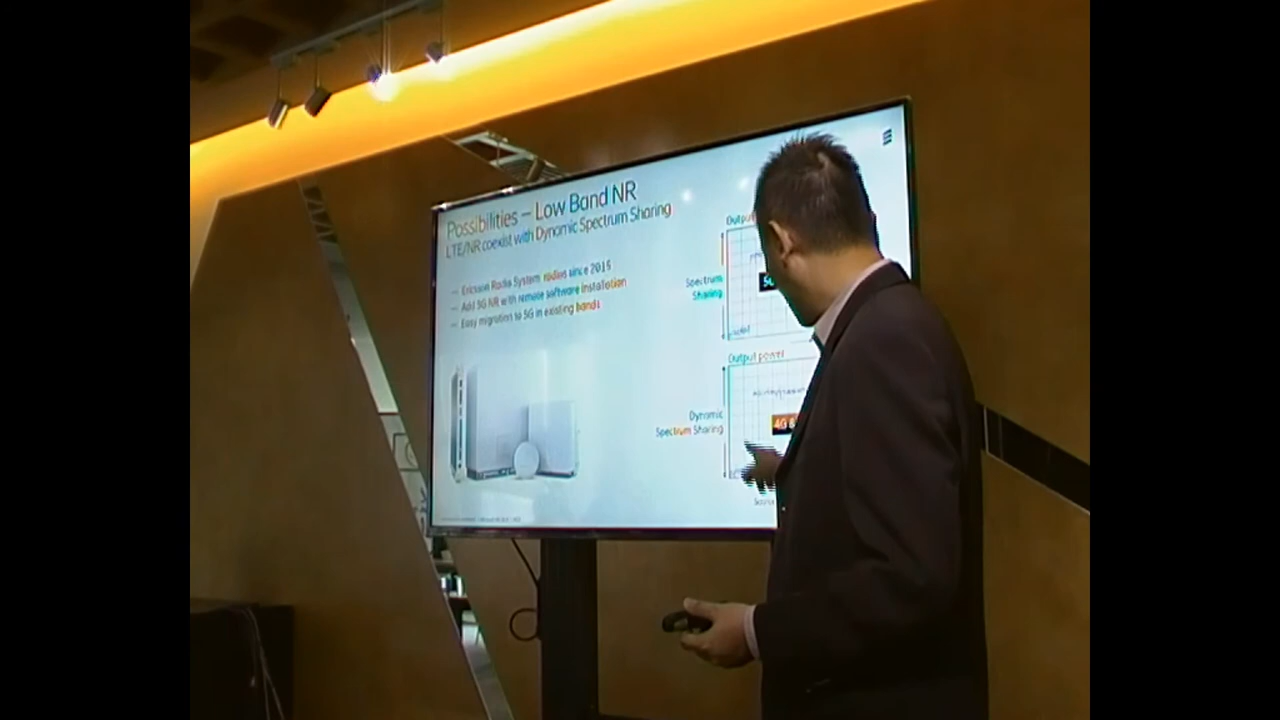 Possibilities – Low Band NR
LTE/NR coexist with Dynamic Spectrum Sharing
— Ericsson Radio System radios since 2015
— Add 5G NR with remote software installation
— Easy migration to 5G in existing bands
Output
Spectrum
Sharing
Output power
Dynamic
Spectrum Sharing
4G &